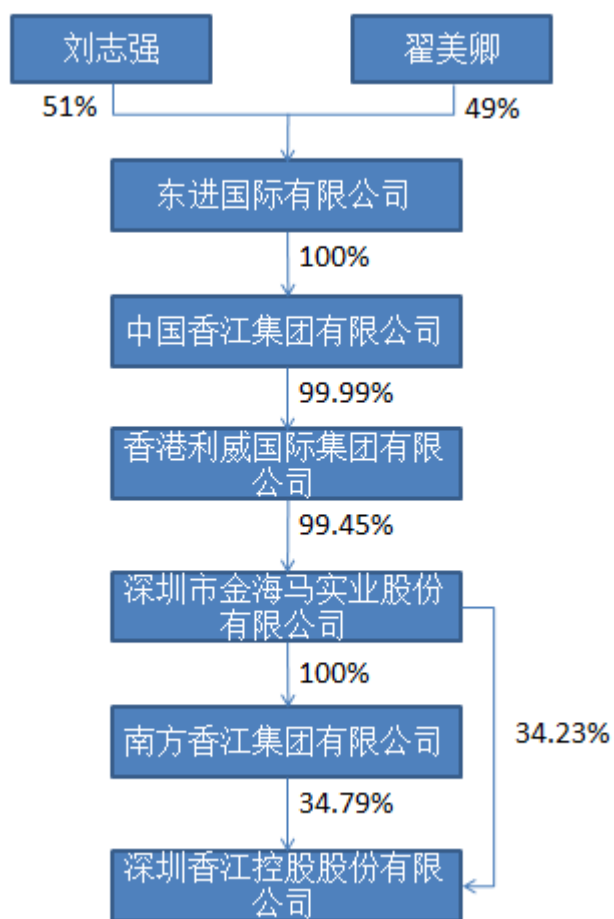 刘志强
翟美卿
51%
49%
东进国际有限公司
100%
中国香江集团有限公司
99.99%
香港利威国际集团有限
公司
99.45%
深圳市金海马实业股份
有限公司
100%
34.23%
南方香江集团有限公司
34.79%
深圳香江控股股份有限
公司